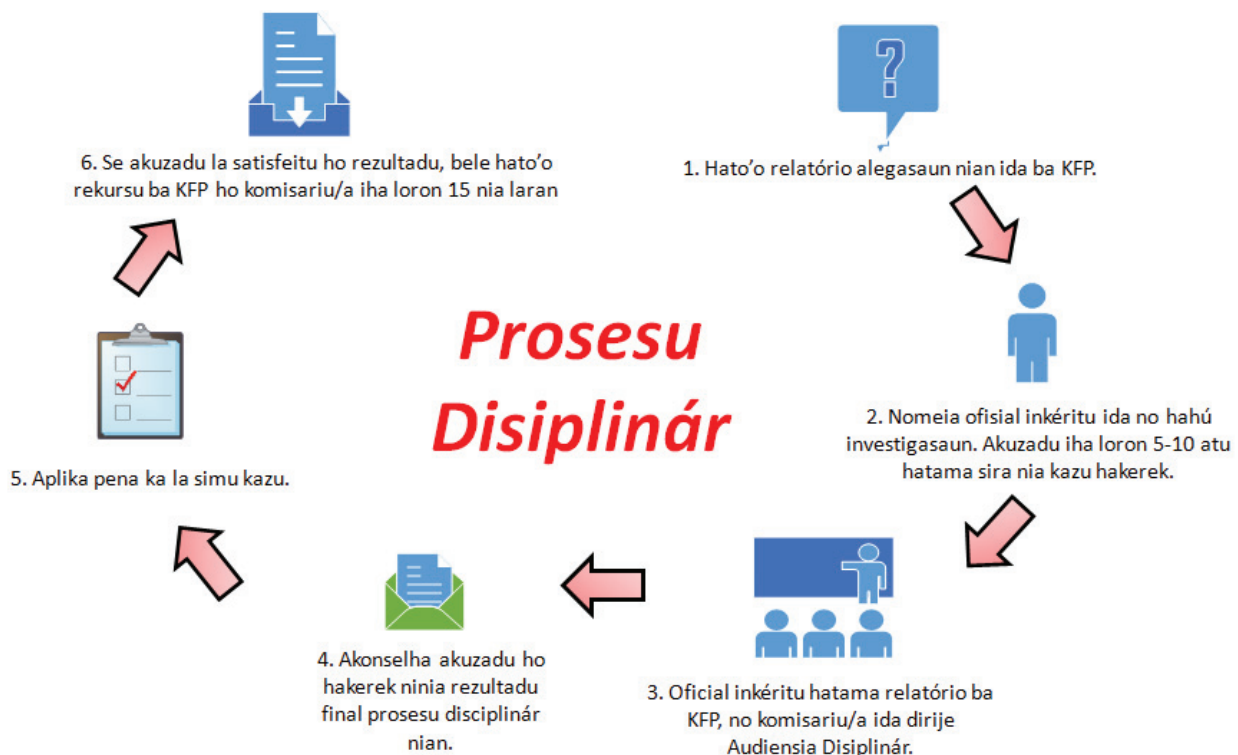 Prosesu
Disiplinár
1. Hato’o relatório alegasaun nian ida ba KFP.
2. Nomeia ofisial inkéritu ida no hahú
investigasaun. Akuzadu iha loron 5-10 atu
hatama sira nia kazu hakerek.
3. Oficial inkéritu hatama relatório ba
KFP, no komisariu/a ida dirije
Audiensia Disiplinár.
4. Akonselha akuzadu ho
hakerek ninia rezultadu
final prosesu disciplinár
nian.
5. Aplika pena ka la simu kazu.
6. Se akuzadu la satisfeitu ho rezultadu, bele hato’o
rekursu ba KFP ho komisariu/a iha loron 15 nia laran
?